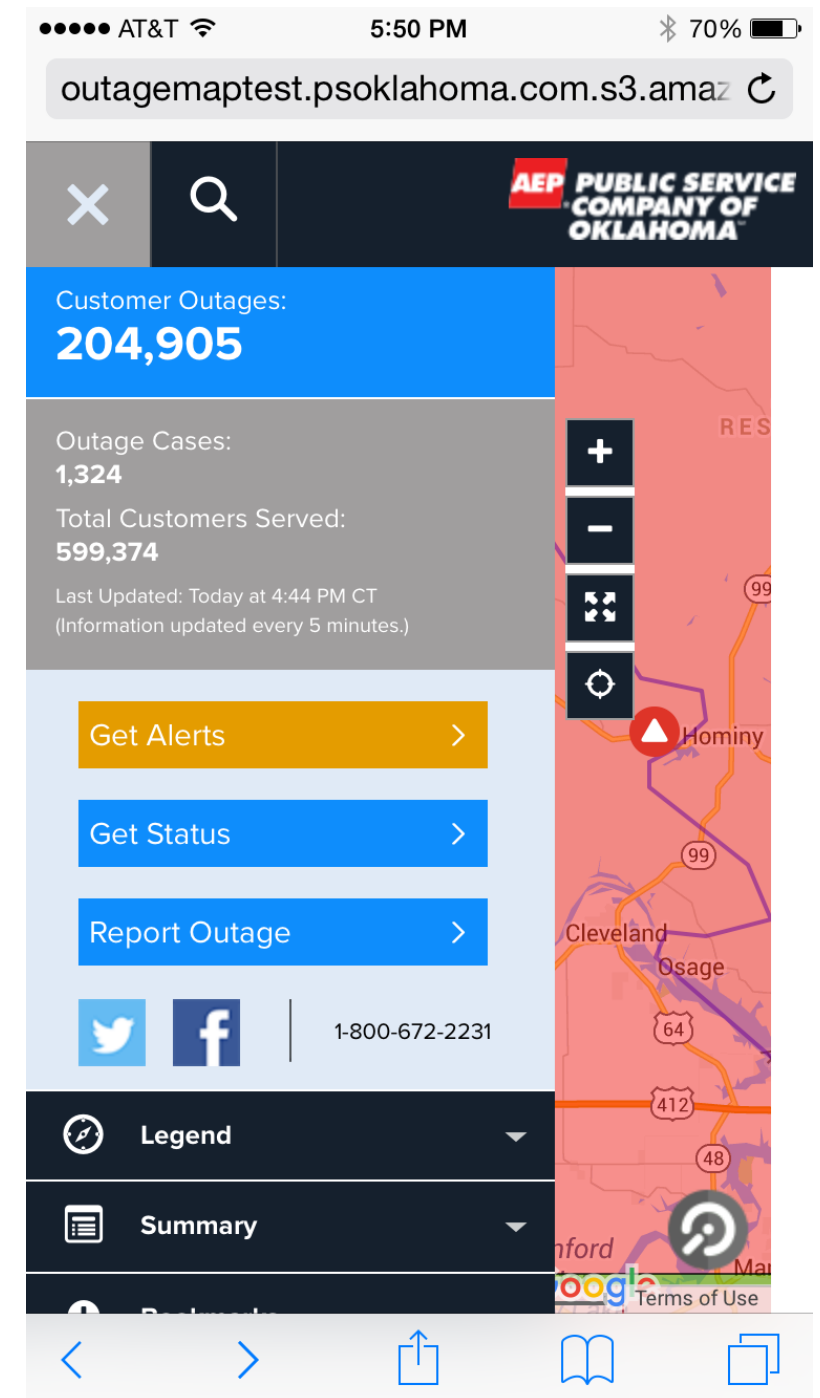 AT&T
5:50 PM
70%
outagemaptest.psoklahoma.com.s3.amaz
AEP PUBLIC SERVICE
COMPANY OF
OKLAHOMA
Customer Outages:
204,905
Outage Cases:
1,324
Total Customers Served:
599,374
Last Updated: Today at 4:44 PM CT
(Information updated every 5 minutes.)
Get Alerts
Get Status
Report Outage
1-800-672-2231
Legend
Summary
RES
99
Hominy
99
Cleveland
Osage
64
412
48
nford
Mar
Google
Terms of Use